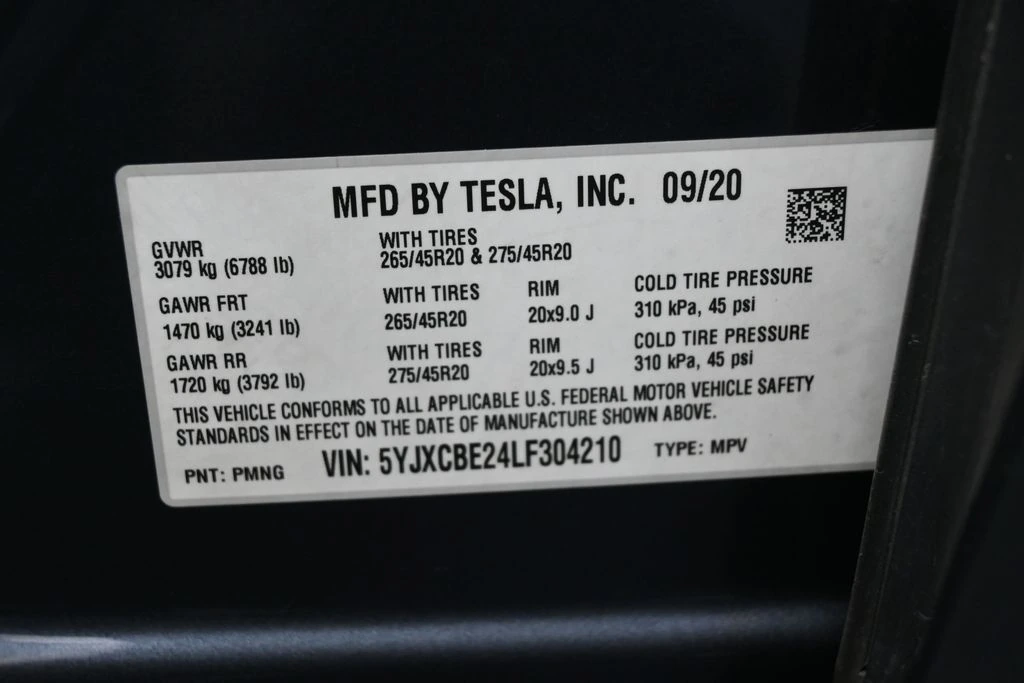 MFD BY TESLA, INC. 09/20
GVWR
3079 kg (6788 lb)
WITH TIRES
265/45R20 & 275/45R20
GAWR FRT
1470 kg (3241 lb)
WITH TIRES
265/45R20
RIM
20x9.0 J
COLD TIRE PRESSURE
310 kPa, 45 psi
GAWR RR
1720 kg (3792 lb)
WITH TIRES
275/45R20
RIM
20x9.5 J
COLD TIRE PRESSURE
310 kPa, 45 psi
THIS VEHICLE CONFORMS TO ALL APPLICABLE U.S. FEDERAL MOTOR VEHICLE SAFETY
STANDARDS IN EFFECT ON THE DATE OF MANUFACTURE SHOWN ABOVE.
PNT: PMNG VIN: 5YJXCBE24LF304210 TYPE: MPV